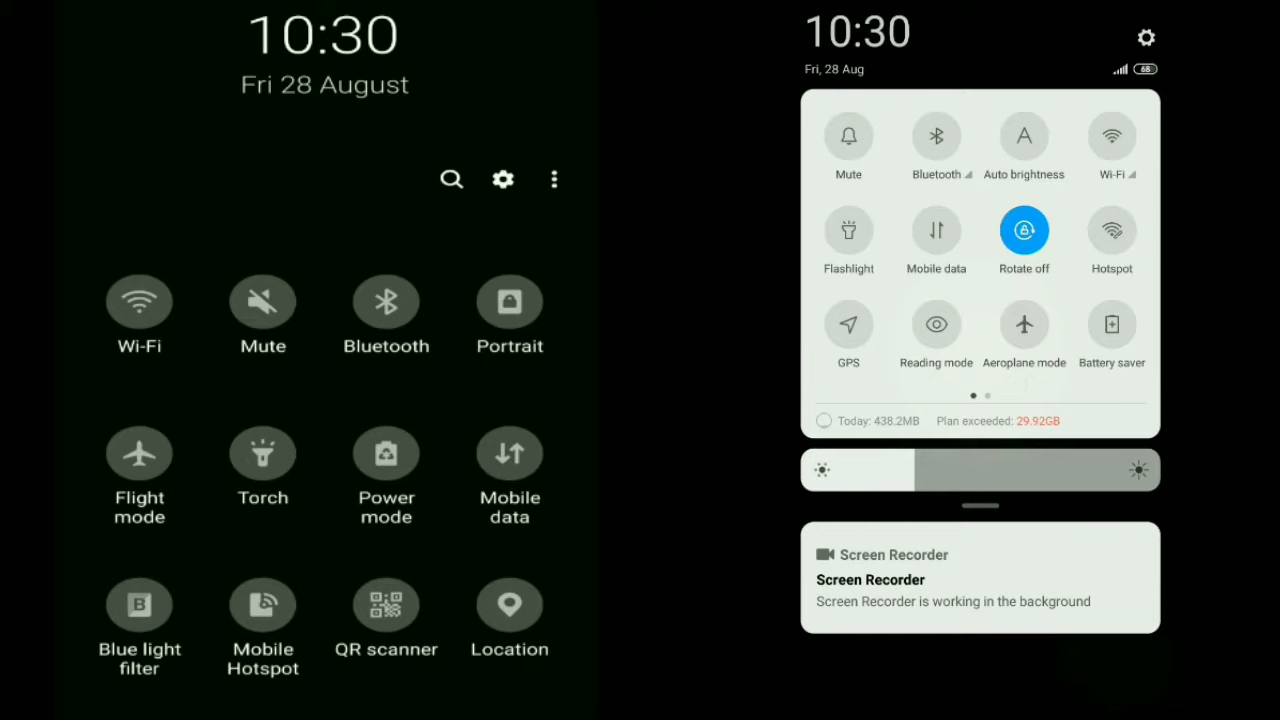 10:30
Fri 28 August
Wi-Fi
Mute
Bluetooth
Portrait
Flight
mode
Torch
Power
mode
Mobile
data
B
Blue light
filter
Mobile
Hotspot
QR scanner
Location
10:30
Fri, 28 Aug
68
Mute
Bluetooth
A
Auto brightness
Wi-Fi
Flashlight
Mobile data
Rotate off
Hotspot
GPS
Reading mode
Aeroplane mode
Battery saver
Today: 438.2MB Plan exceeded: 29.92GB
Screen Recorder
Screen Recorder
Screen Recorder is working in the background